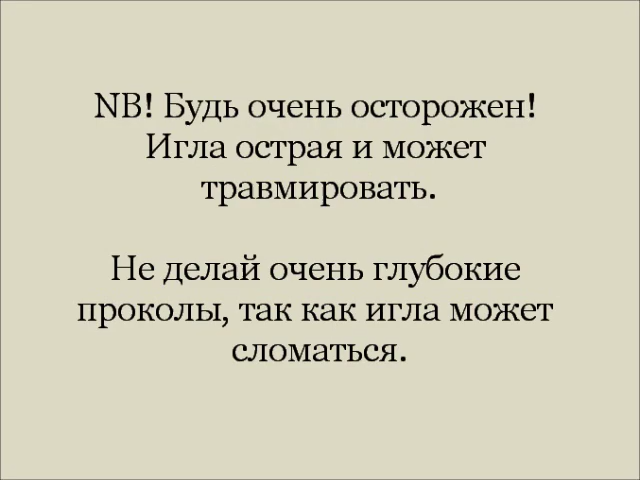 NB! Будь очень осторожен!
Игла острая и может
травмировать.
Не делай очень глубокие
проколы, так как игла может
сломаться.